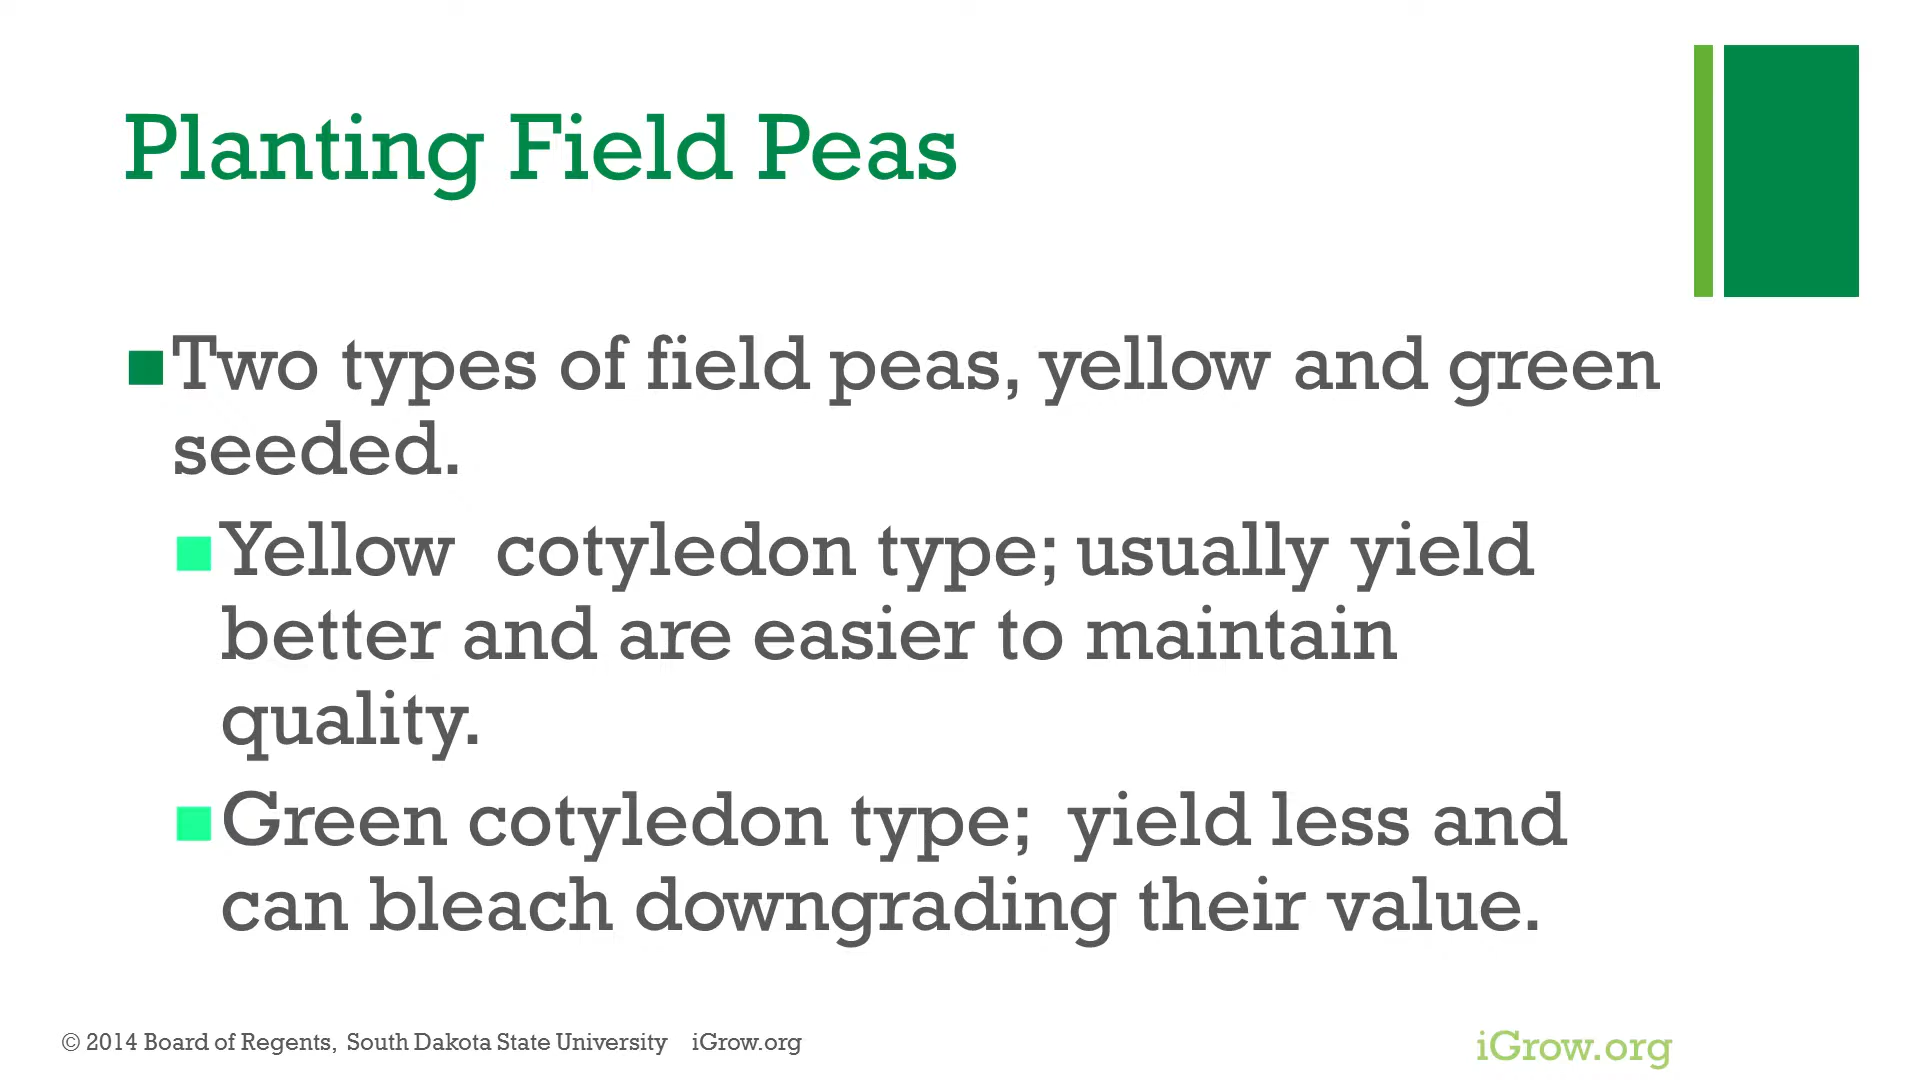 Planting Field Peas
Two types of field peas, yellow and green
seeded.
Yellow  cotyledon type; usually yield
better and are easier to maintain
quality.
Green cotyledon type;  yield less and
can bleach downgrading their value.
© 2014 Board of Regents, South Dakota State University    iGrow.org
iGrow.org